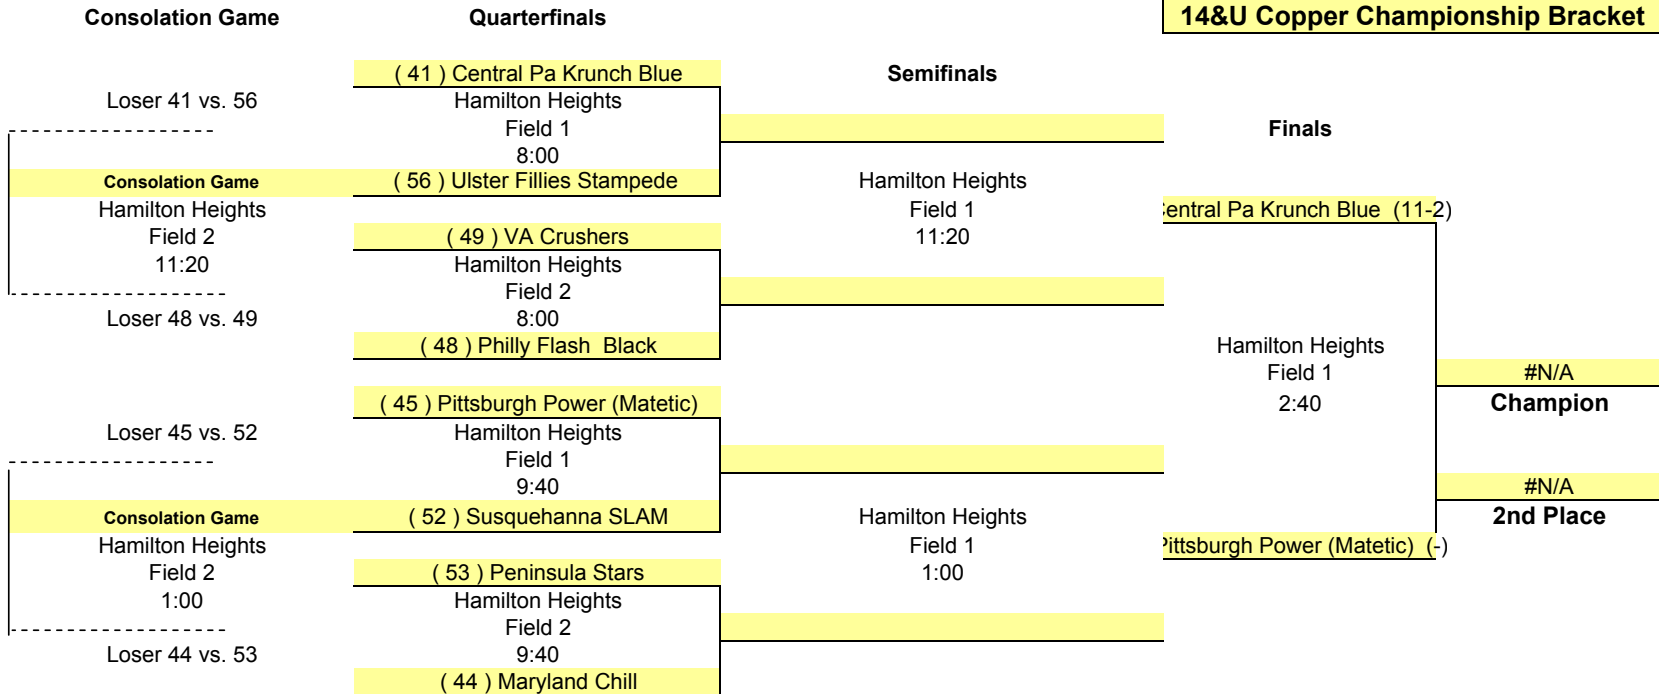 Consolation Game
Quarterfinals
14&U Copper Championship Bracket
( 41 ) Central Pa Krunch Blue
Semifinals
Loser 41 vs. 56
Hamilton Heights
Field 1
Finals
8:00
Consolation Game
( 56 ) Ulster Fillies Stampede
Hamilton Heights
Hamilton Heights
Field 1
entral Pa Krunch Blue (11-2)
Field 2
( 49 ) VA Crushers
11:20
11:20
Hamilton Heights
Field 2
Loser 48 vs. 49
8:00
( 48 ) Philly Flash  Black
Hamilton Heights
Field 1
#N/A
( 45 ) Pittsburgh Power (Matetic)
2:40
Champion
Loser 45 vs. 52
Hamilton Heights
Field 1
9:40
#N/A
Consolation Game
( 52 ) Susquehanna SLAM
Hamilton Heights
2nd Place
Hamilton Heights
Field 1
Pittsburgh Power (Matetic) (-)
Field 2
( 53 ) Peninsula Stars
1:00
1:00
Hamilton Heights
Field 2
Loser 44 vs. 53
9:40
( 44 ) Maryland Chill